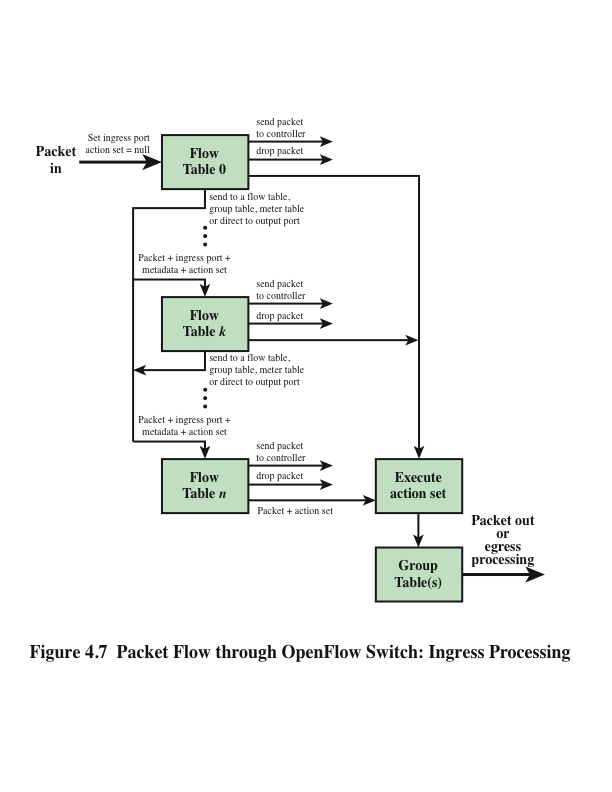 send packet
to controller
Set ingress port
action set = null
Packet
in
Flow
Table 0
drop packet
send to a flow table,
group table, meter table
or direct to output port
Packet + ingress port +
metadata + action set
send packet
to controller
Flow
Table k
drop packet
send to a flow table,
group table, meter table
or direct to output port
Packet + ingress port +
metadata + action set
send packet
to controller
Flow
Table n
drop packet
Packet + action set
Execute
action set
Packet out
or
egress
processing
Group
Table(s)
Figure 4.7 Packet Flow through OpenFlow Switch: Ingress Processing